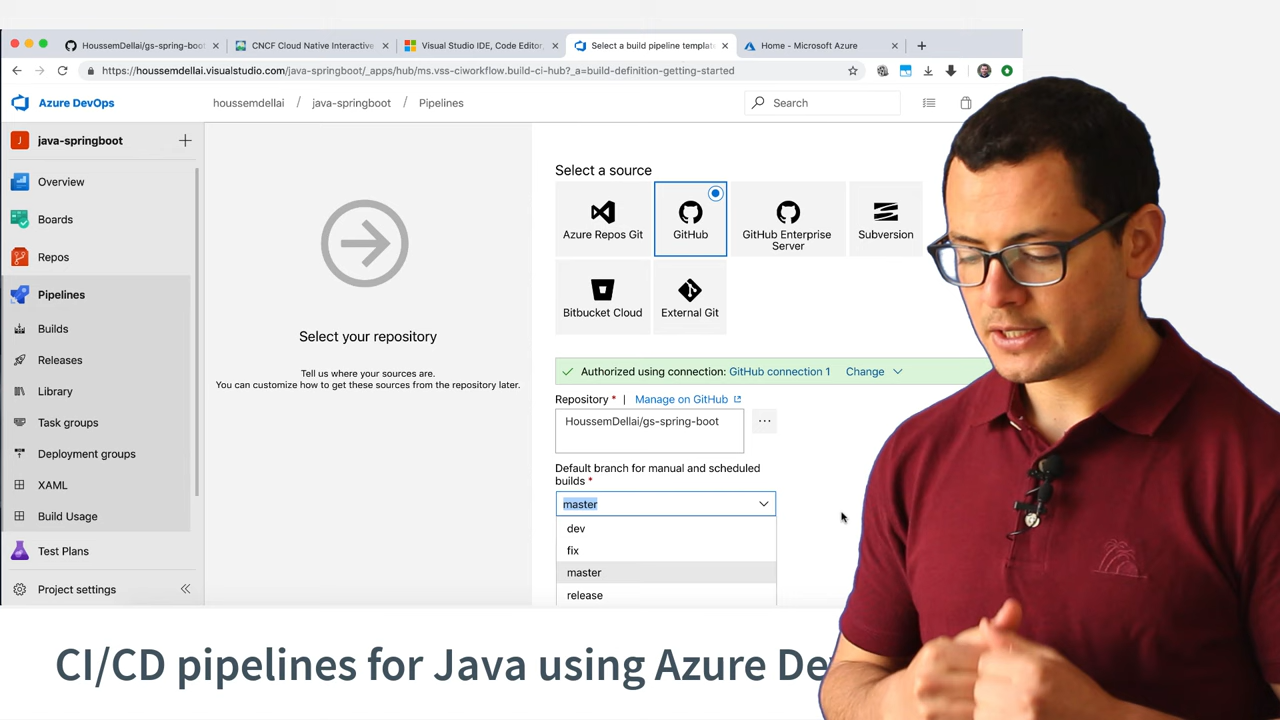 HoussemDellai/gs-spring-boot
CNCF Cloud Native Interactive
Visual Studio IDE, Code Editor,
Select a build pipeline templat
Home - Microsoft Azure
https://houssemdellai.visualstudio.com/java-springboot/_apps/hub/ms.vss-ciworkflow.build-ci-hub?_a=build-definition-getting-started
Azure DevOps
houssemdellai / java-springboot / Pipelines
Search
J java-springboot
Overview
Boards
Repos
Pipelines
Builds
Releases
Library
Task groups
Deployment groups
XAML
Build Usage
Test Plans
Project settings
Select your repository
Tell us where your sources are.
You can customize how to get these sources from the repository later.
Select a source
Azure Repos Git
GitHub
GitHub Enterprise
Server
Subversion
Bitbucket Cloud
External Git
Authorized using connection: GitHub connection 1 Change
Repository * | Manage on GitHub
HoussemDellai/gs-spring-boot
...
Default branch for manual and scheduled
builds *
master
dev
fix
master
release
CI/CD pipelines for Java using Azure De